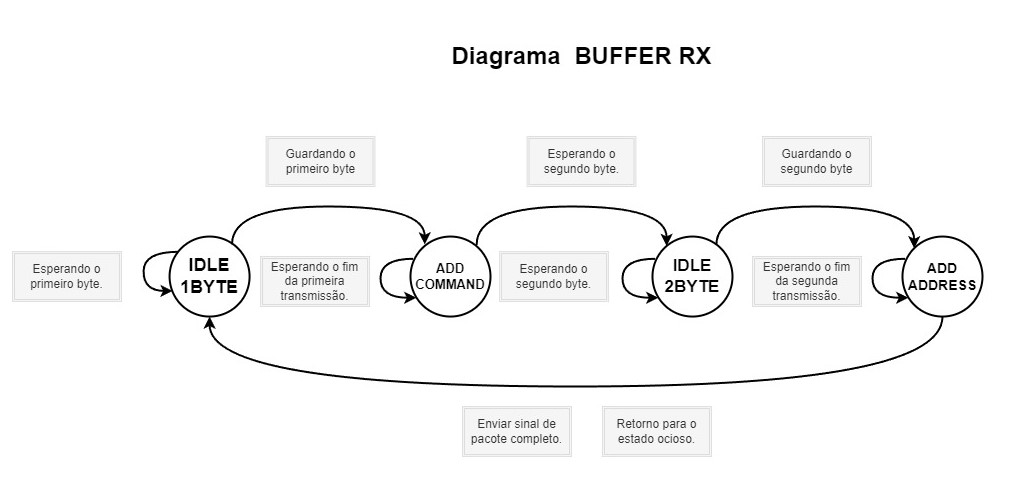 Diagrama  BUFFER RX
Guardando o
primeiro byte
Esperando o
segundo byte.
Guardando o
segundo byte
Esperando o
primeiro byte.
IDLE
1BYTE
Esperando o fim
da primeira
transmissão.
ADD
COMMAND
Esperando o
segundo byte.
IDLE
2BYTE
Esperando o fim
da segunda
transmissão.
ADD
ADDRESS
Enviar sinal de
pacote completo.
Retorno para o
estado ocioso.